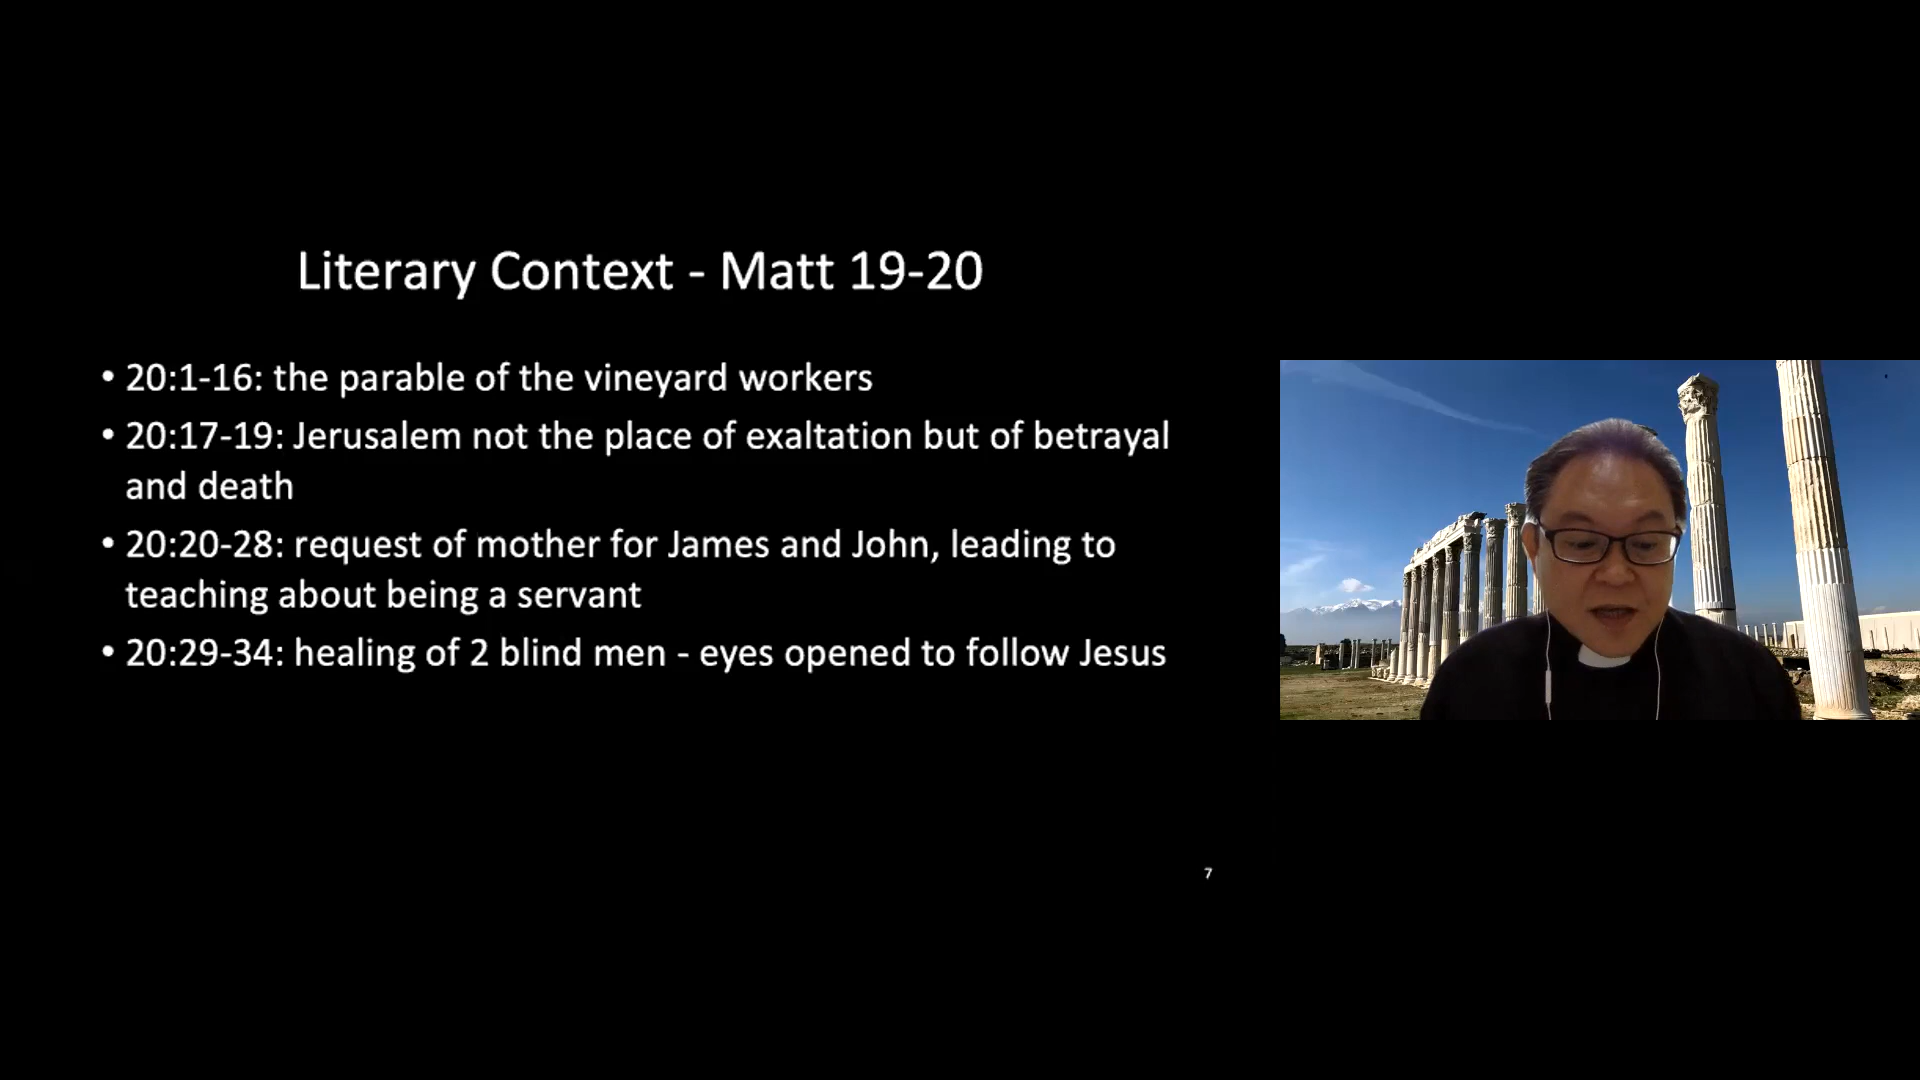 Literary Context - Matt 19-20
• 20:1-16: the parable of the vineyard workers
• 20:17-19: Jerusalem not the place of exaltation but of betrayal
and death
• 20:20-28: request of mother for James and John, leading to
teaching about being a servant
• 20:29-34: healing of 2 blind men - eyes opened to follow Jesus
7